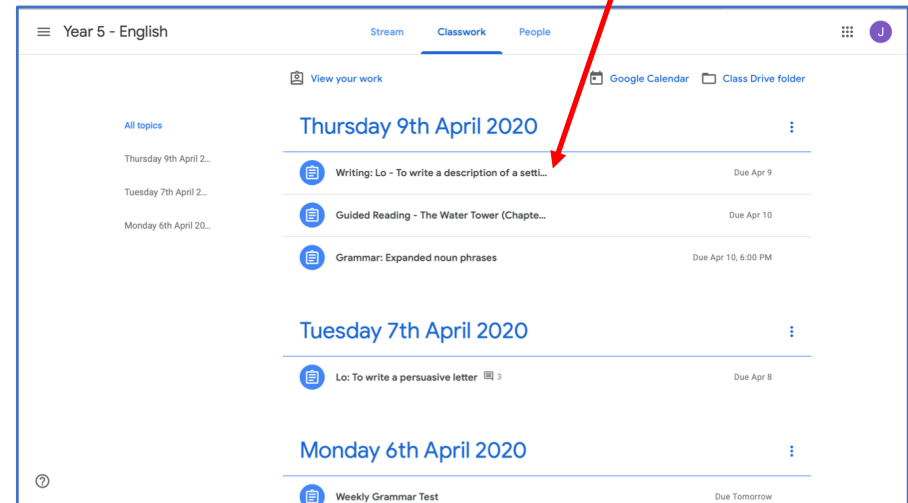 Year 5 - English
Stream Classwork People
J
View your work
Google Calendar Class Drive folder
All topics
Thursday 9th April 2...
Tuesday 7th April 2...
Monday 6th April 20...
Thursday 9th April 2020
Writing: Lo - To write a description of a setti... Due Apr 9
Guided Reading - The Water Tower (Chapte... Due Apr 10
Grammar: Expanded noun phrases Due Apr 10, 6:00 PM
Tuesday 7th April 2020
Lo: To write a persuasive letter 3 Due Apr 8
Monday 6th April 2020
Weekly Grammar Test Due Tomorrow